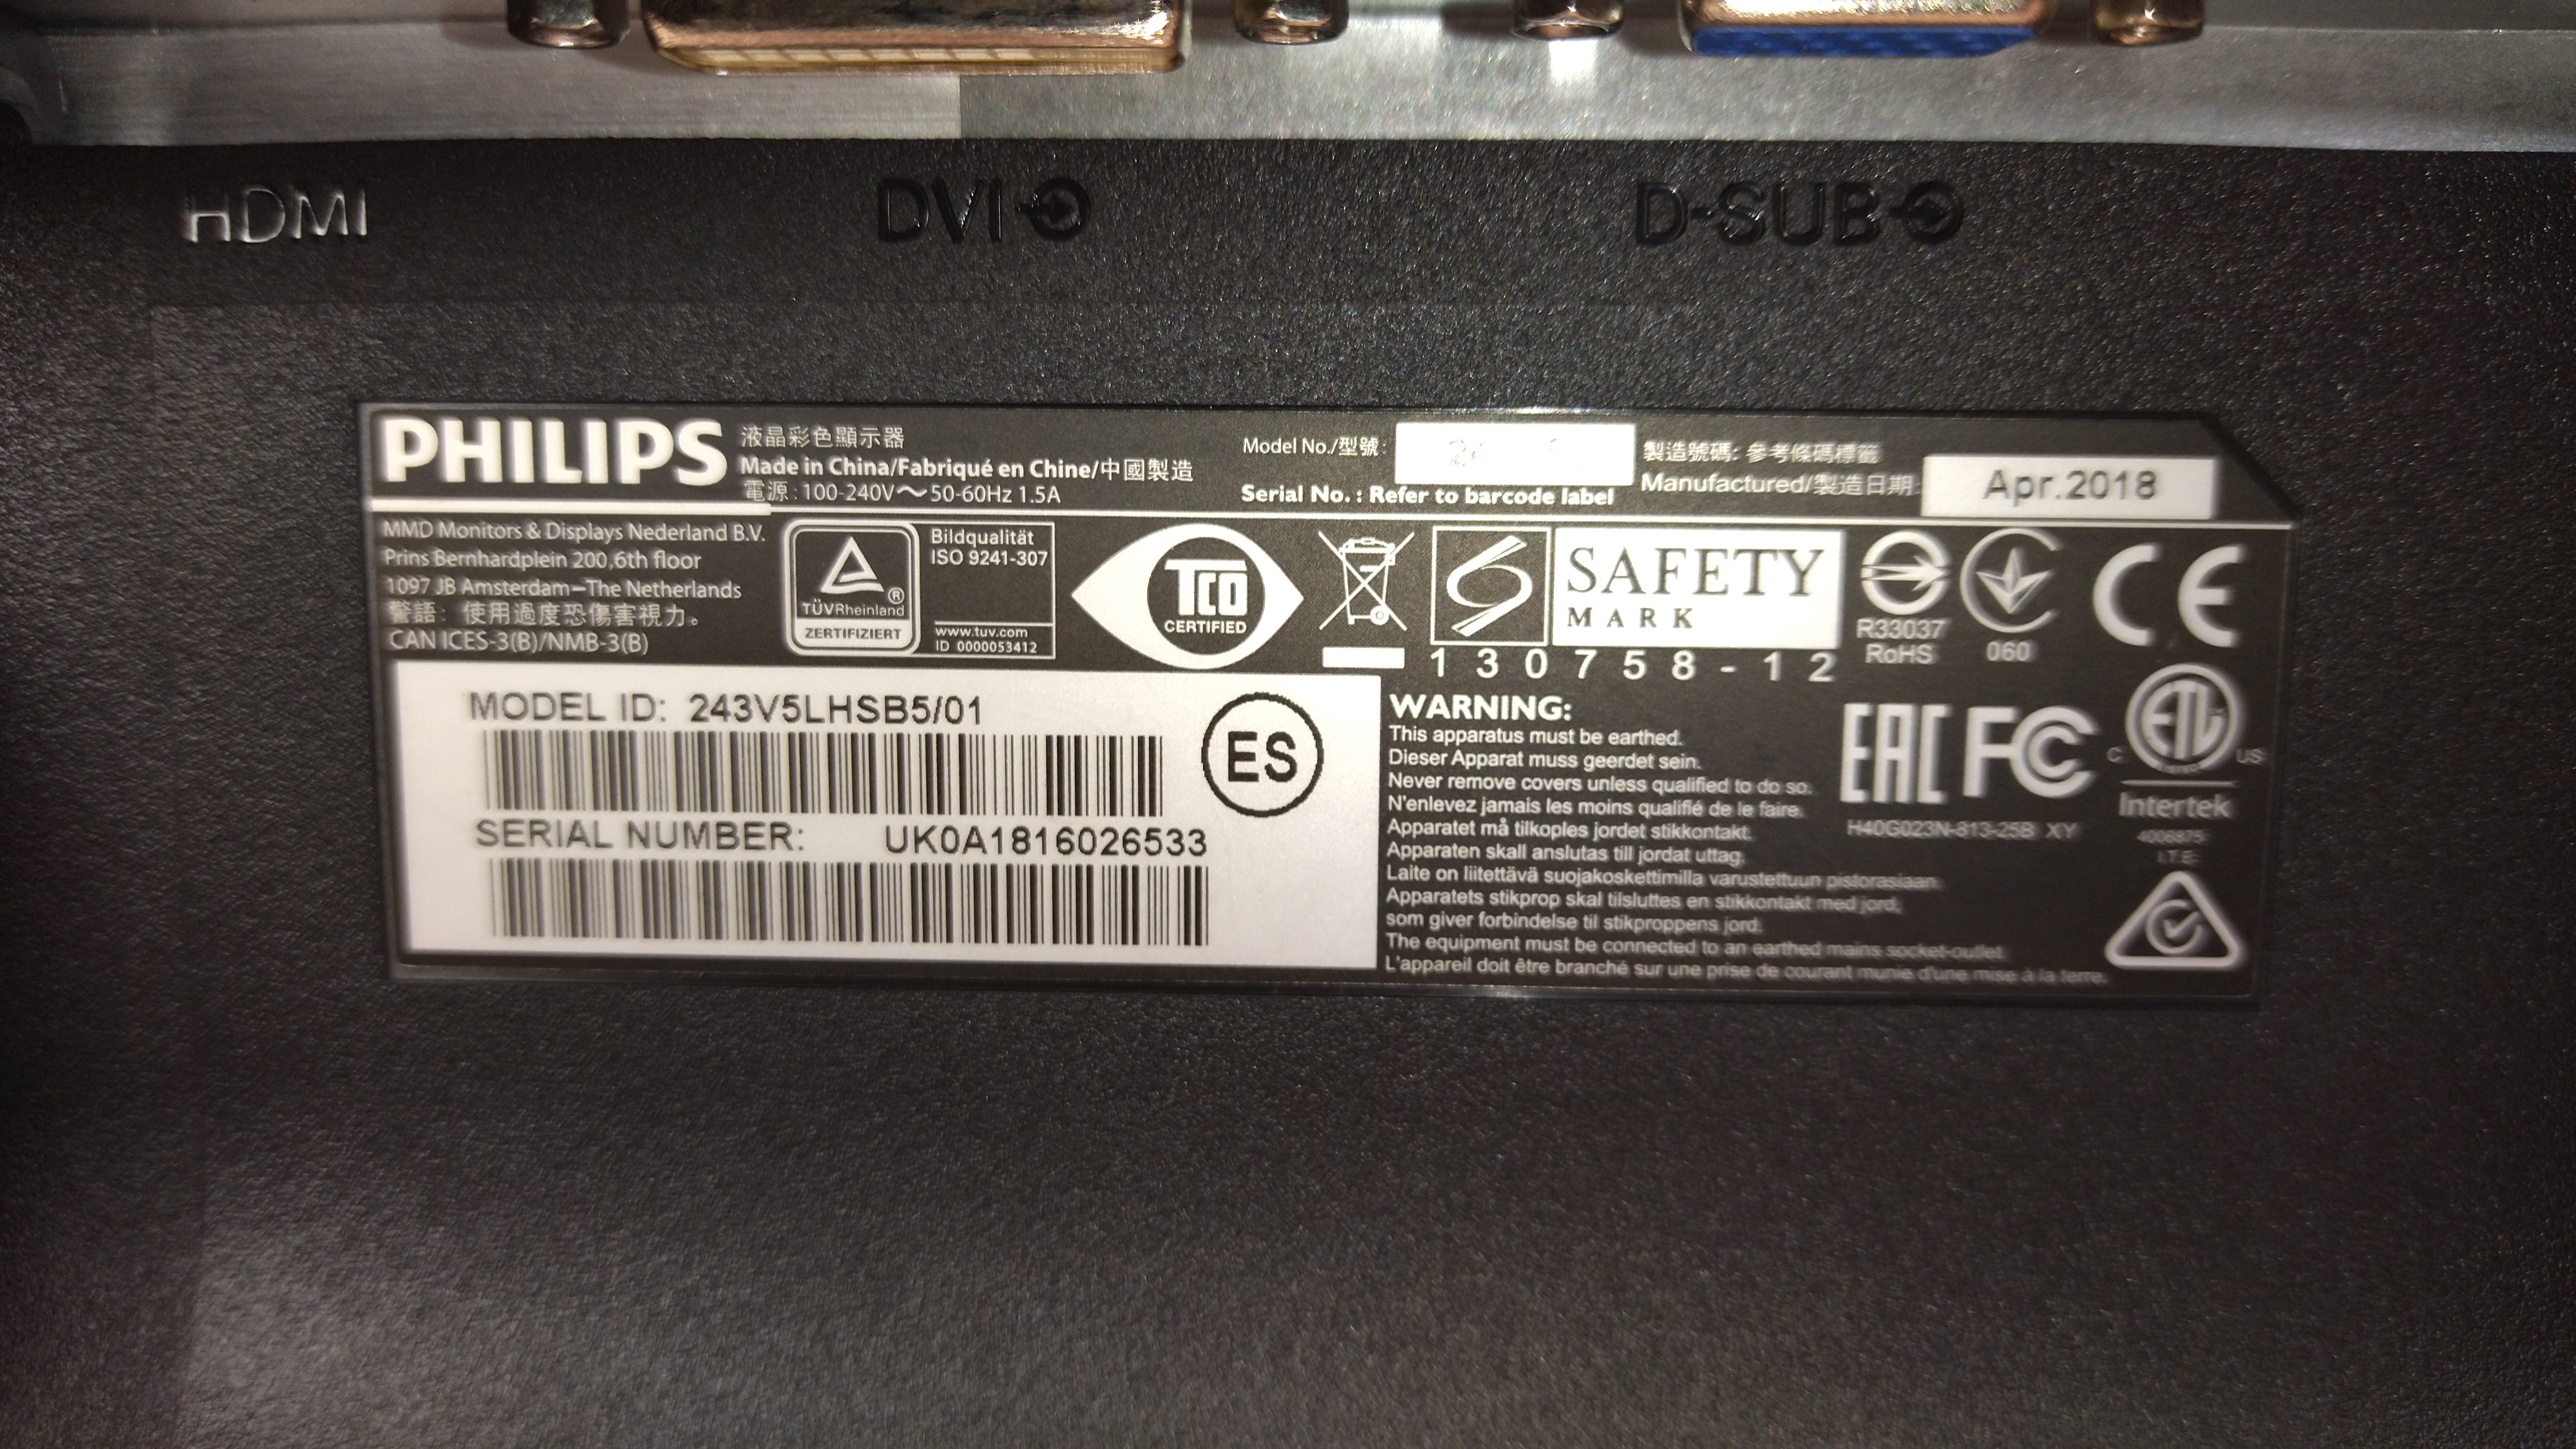 HDMI
DVI
D-SUB
PHILIPS
液晶彩色顯示器
Made in China/Fabriqué en Chine/中國製造
電源:100-240V～50-60Hz 1.5A
Model No./型號:
Serial No. : Refer to barcode label
製造號碼: 參考條碼標籤
Manufactured/製造日期:
Apr.2018
MMD Monitors & Displays Nederland B.V.
Prins Bernhardplein 200,6th floor
1097 JB Amsterdam–The Netherlands
警語: 使用過度恐傷害視力。
CAN ICES-3(B)/NMB-3(B)
TÜVRheinland®
ZERTIFIZIERT
Bildqualität
ISO 9241-307
www.tuv.com
ID 0000053412
TCO
CERTIFIED
SAFETY
MARK
130758-12
R33037
RoHS
060
CE
MODEL ID: 243V5LHSB5/01
ES
SERIAL NUMBER: UK0A1816026533
WARNING:
This apparatus must be earthed.
Dieser Apparat muss geerdet sein.
Never remove covers unless qualified to do so.
N'enlevez jamais les moins qualifié de le faire.
Apparatet må tilkoples jordet stikkontakt.
Apparaten skall anslutas till jordat uttag.
Laite on liitettävä suojakoskettimilla varustettuun pistorasiaan.
Apparatets stikprop skal tilsluttes en stikkontakt med jord,
som giver forbindelse til stikproppens jord.
The equipment must be connected to an earthed mains socket-outlet.
L'appareil doit être branché sur une prise de courant munie d'une mise à la terre.
EAC
FC
H40G023N-813-25B XY
C ETL US
Intertek
4006875
I.T.E.